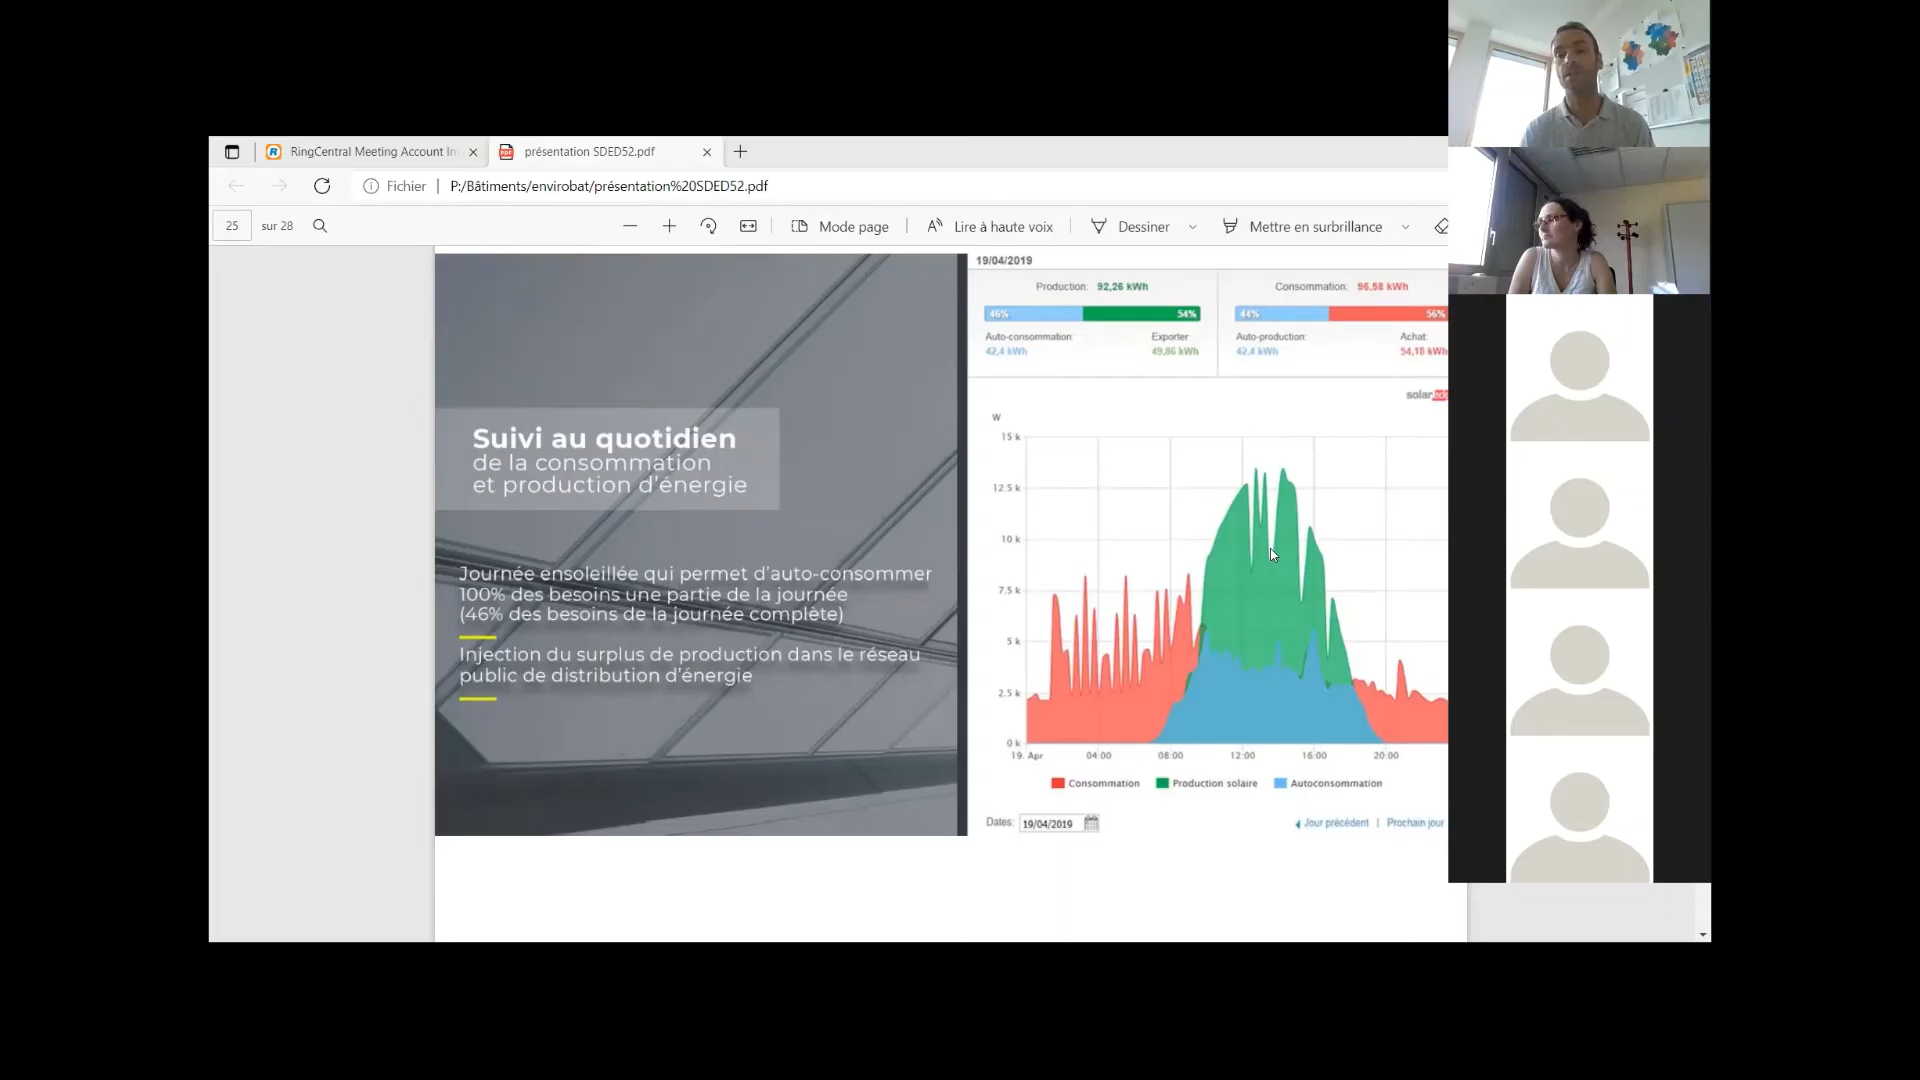 RingCentral Meeting Account In
présentation SDED52.pdf
Fichier
P:/Bâtiments/envirobat/présentation%20SDED52.pdf
25 sur 28
Mode page
Lire à haute voix
Dessiner
Mettre en surbrillance
Suivi au quotidien
de la consommation
et production d'énergie
Journée ensoleillée qui permet d'auto-consommer
100% des besoins une partie de la journée
(46% des besoins de la journée complète)
Injection du surplus de production dans le réseau
public de distribution d'énergie
19/04/2019
Production: 92,26 kWh
46% 54%
Auto-consommation: Exporter
42,4 kWh 49,86 kWh
Consommation: 96,58 kWh
44% 56%
Auto-production: Achat:
42,4 kWh 54,18 kWh
solar
W
15 k
12.5 k
10 k
7.5 k
5 k
2.5 k
0 k
19. Apr 04:00 08:00 12:00 16:00 20:00
Consommation Production solaire Autoconsommation
Dates: 19/04/2019
Jour précédent | Prochain jour